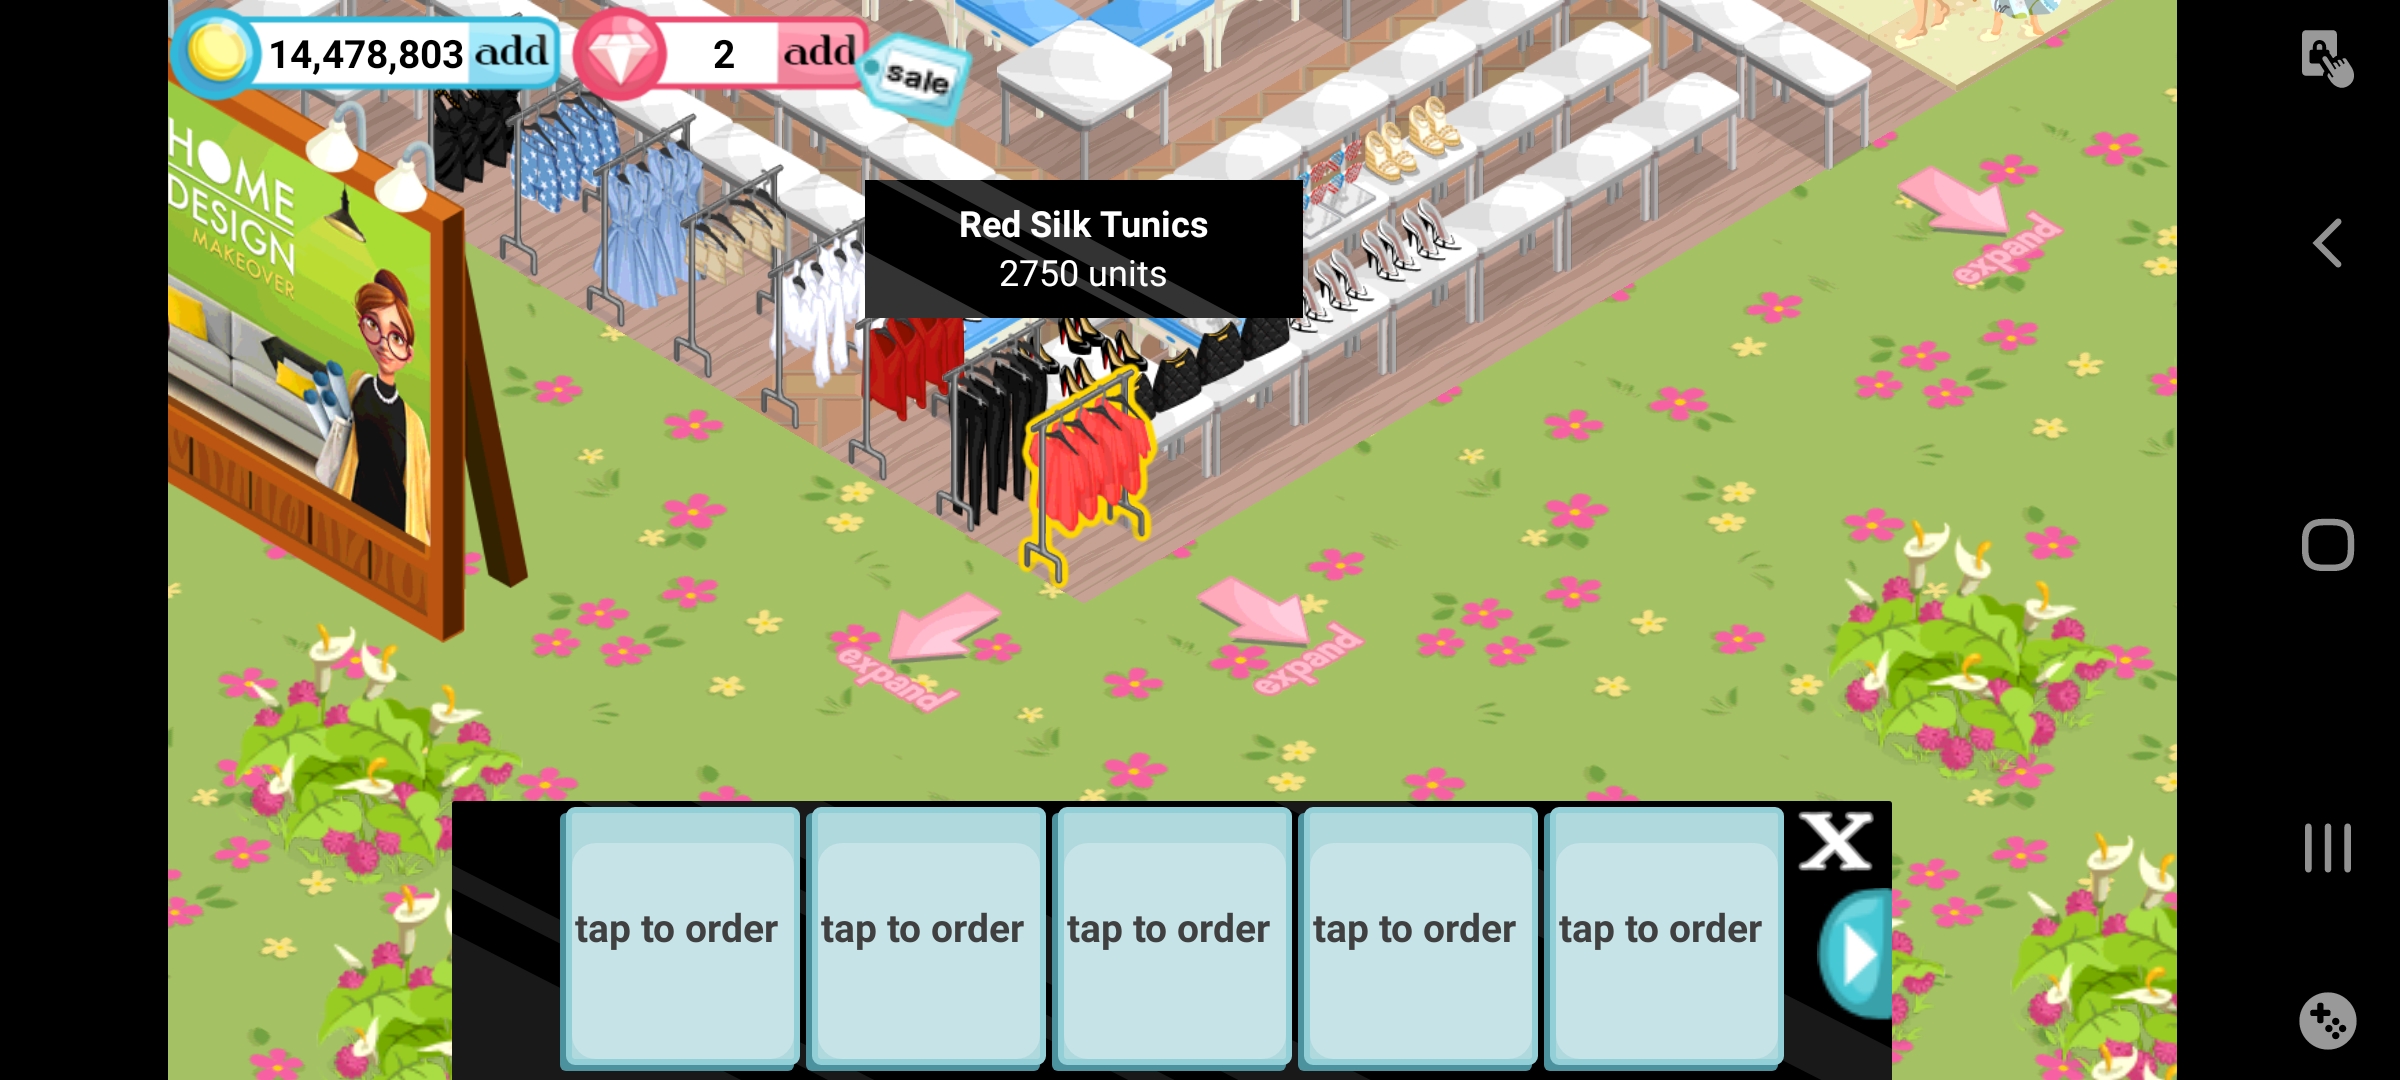 14,478,803 add
2 add
sale
HOME
DESIGN
MAKEOVER
Red Silk Tunics
2750 units
expand
expand
expand
tap to order
tap to order
tap to order
tap to order
tap to order
X